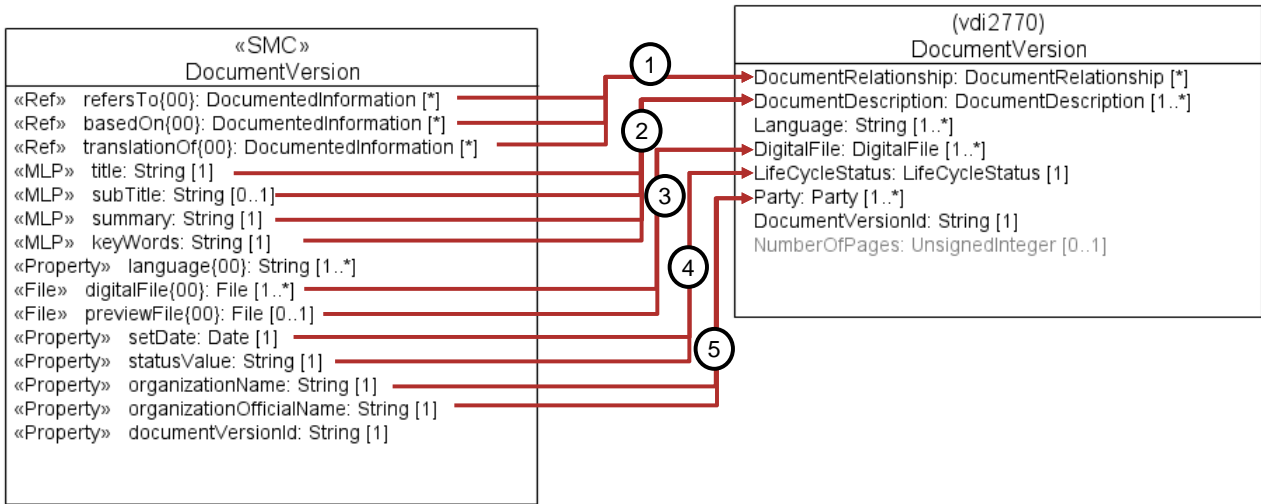 «SMC»
DocumentVersion
«Ref» refersTo{00}: DocumentedInformation [*]
«Ref» basedOn{00}: DocumentedInformation [*]
«Ref» translationOf{00}: DocumentedInformation [*]
«MLP» title: String [1]
«MLP» subTitle: String [0..1]
«MLP» summary: String [1]
«MLP» keyWords: String [1]
«Property» language{00}: String [1..*]
«File» digitalFile{00}: File [1..*]
«File» previewFile{00}: File [0..1]
«Property» setDate: Date [1]
«Property» statusValue: String [1]
«Property» organizationName: String [1]
«Property» organizationOfficialName: String [1]
«Property» documentVersionId: String [1]
1
2
3
4
5
(vdi2770)
DocumentVersion
DocumentRelationship: DocumentRelationship [*]
DocumentDescription: DocumentDescription [1..*]
Language: String [1..*]
DigitalFile: DigitalFile [1..*]
LifeCycleStatus: LifeCycleStatus [1]
Party: Party [1..*]
DocumentVersionId: String [1]
NumberOfPages: UnsignedInteger [0..1]